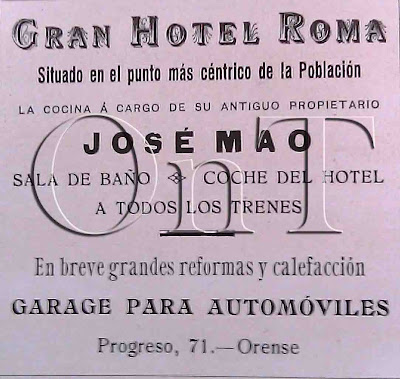 GRAN HOTEL ROMA
Situado en el punto más céntrico de la Población
LA COCINA Á CARGO DE SU ANTIGUO PROPIETARIO
JOSÉ MAO
SALA DE BAÑO COCHE DEL HOTEL
A TODOS LOS TRENES
OnT
En breve grandes reformas y calefacción
GARAGE PARA AUTOMÓVILES
Progreso, 71.—Orense